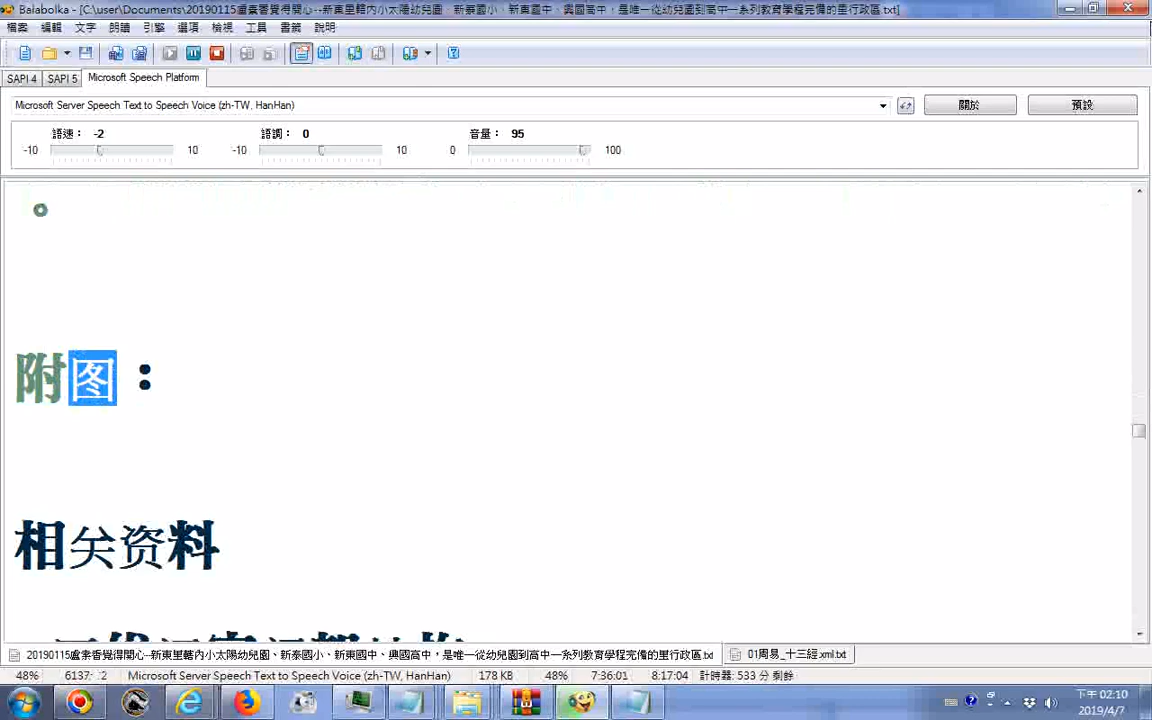 Balabolka - [C:\user\Documents\20190115盧素香覺得開心--新東里轄內小太陽幼兒園、新泰國小、新東國中、興國高中，是唯一從幼兒園到高中一系列教育學程完備的里行政區.txt]
檔案 編輯 文字 朗讀 引擎 選項 檢視 工具 書籤 說明
SAPI 4 SAPI 5 Microsoft Speech Platform
Microsoft Server Speech Text to Speech Voice (zh-TW, HanHan) 關於 預設
語速： -2 語調： 0 音量： 95
-10 10 -10 10 0 100
。
附图：
相关资料
20190115盧素香覺得開心--新東里轄內小太陽幼兒園、新泰國小、新東國中、興國高中，是唯一從幼兒園到高中一系列教育學程完備的里行政區.txt 01周易_十三經.xml.txt
48% Microsoft Server Speech Text to Speech Voice (zh-TW, HanHan) 178 KB 48% 7:36:01 8:17:04 計時器: 533 分 剩餘
下午 02:10
2019/4/7